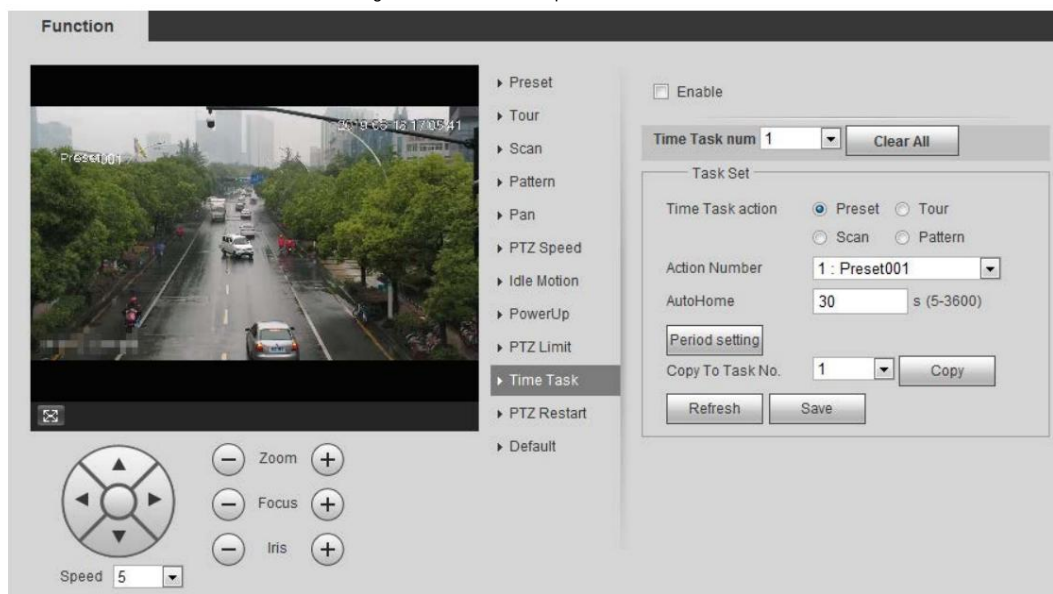 Function
Preset001
▸ Preset
▸ Tour
▸ Scan
▸ Pattern
▸ Pan
▸ PTZ Speed
▸ Idle Motion
▸ PowerUp
▸ PTZ Limit
▸ Time Task
▸ PTZ Restart
▸ Default
Enable
Time Task num 1 Clear All
Task Set
Time Task action Preset Tour
Scan Pattern
Action Number 1 : Preset001
AutoHome 30 s (5-3600)
Period setting
Copy To Task No. 1 Copy
Refresh Save
Zoom
Focus
Iris
Speed 5